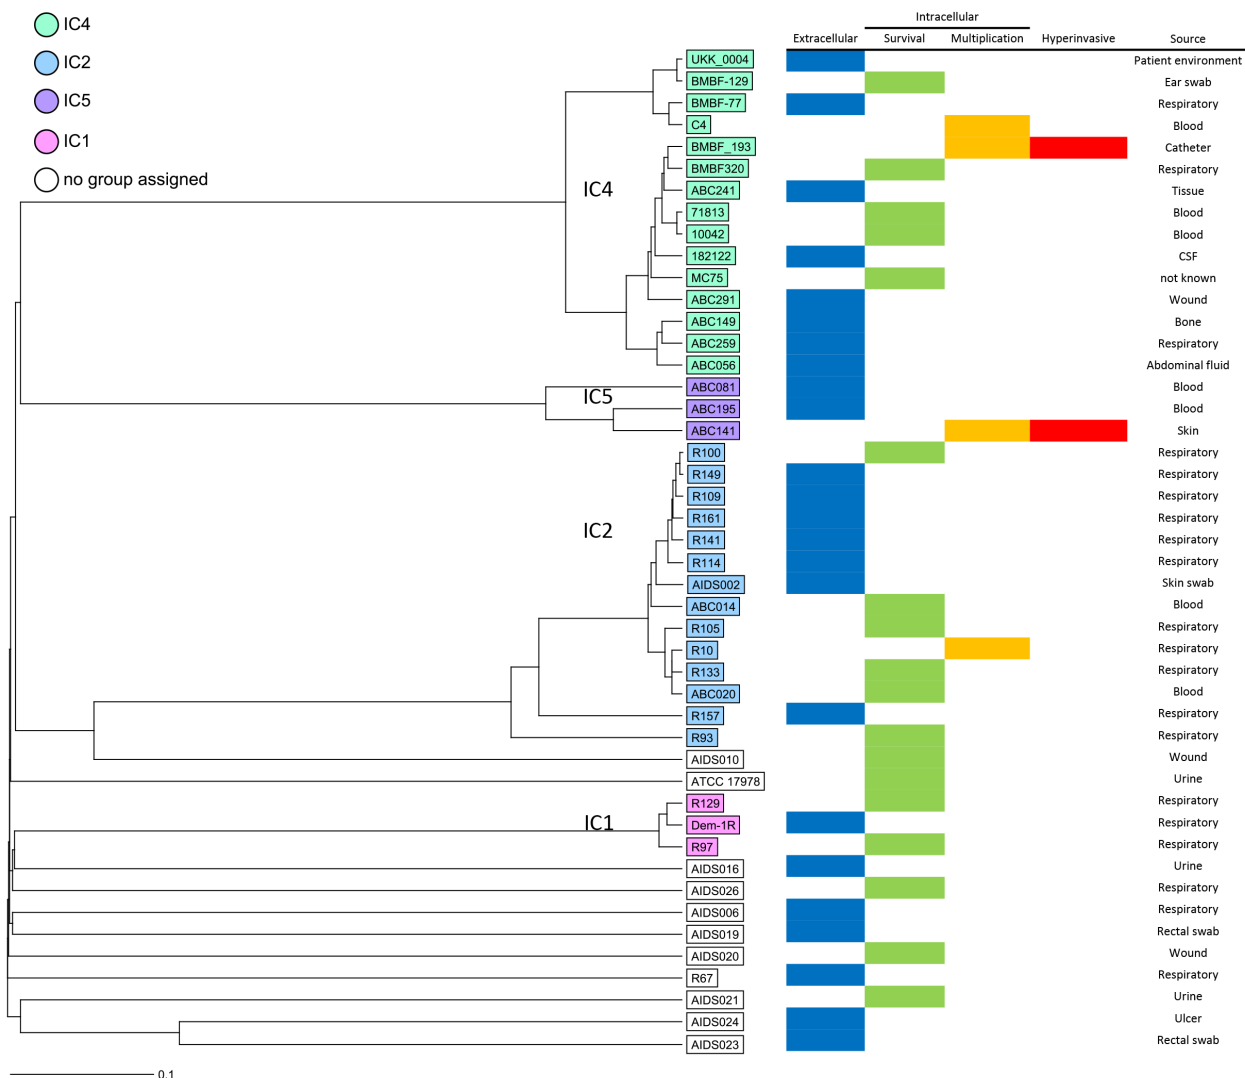 IC4
IC2
IC5
IC1
no group assigned
Intracellular
Extracellular Survival Multiplication Hyperinvasive Source
UKK_0004 Patient environment
BMBF-129 Ear swab
BMBF-77 Respiratory
C4 Blood
BMBF_193 Catheter
BMBF320 Respiratory
IC4
ABC241 Tissue
71813 Blood
10042 Blood
182122 CSF
MC75 not known
ABC291 Wound
ABC149 Bone
ABC259 Respiratory
ABC056 Abdominal fluid
ABC081 Blood
IC5
ABC195 Blood
ABC141 Skin
R100 Respiratory
R149 Respiratory
R109 Respiratory
R161 Respiratory
IC2
R141 Respiratory
R114 Respiratory
AIDS002 Skin swab
ABC014 Blood
R105 Respiratory
R10 Respiratory
R133 Respiratory
ABC020 Blood
R157 Respiratory
R93 Respiratory
AIDS010 Wound
ATCC 17978 Urine
R129 Respiratory
IC1
Dem-1R Respiratory
R97 Respiratory
AIDS016 Urine
AIDS026 Respiratory
AIDS006 Respiratory
AIDS019 Rectal swab
AIDS020 Wound
R67 Respiratory
AIDS021 Urine
AIDS024 Ulcer
AIDS023 Rectal swab
0.1